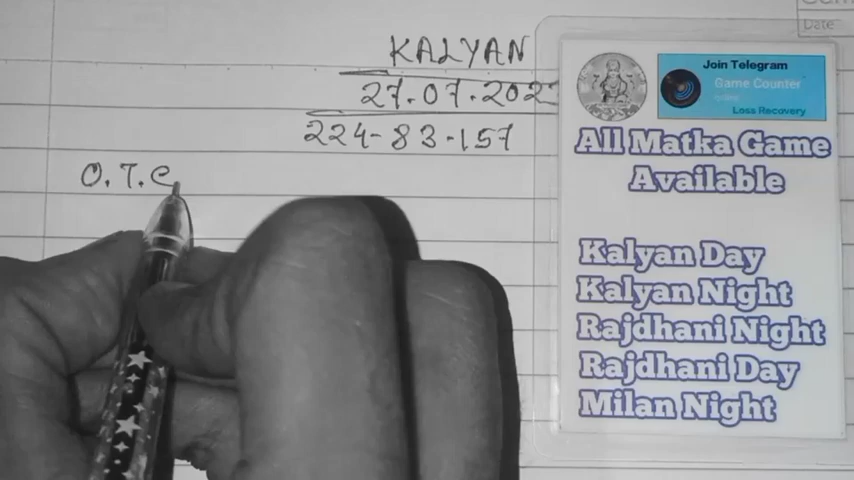 KALYAN
27.07.202
224-83-157
O.T.C
Date
Join Telegram
Game Counter
Loss Recovery
All Matka Game
Available
Kalyan Day
Kalyan Night
Rajdhani Night
Rajdhani Day
Milan Night